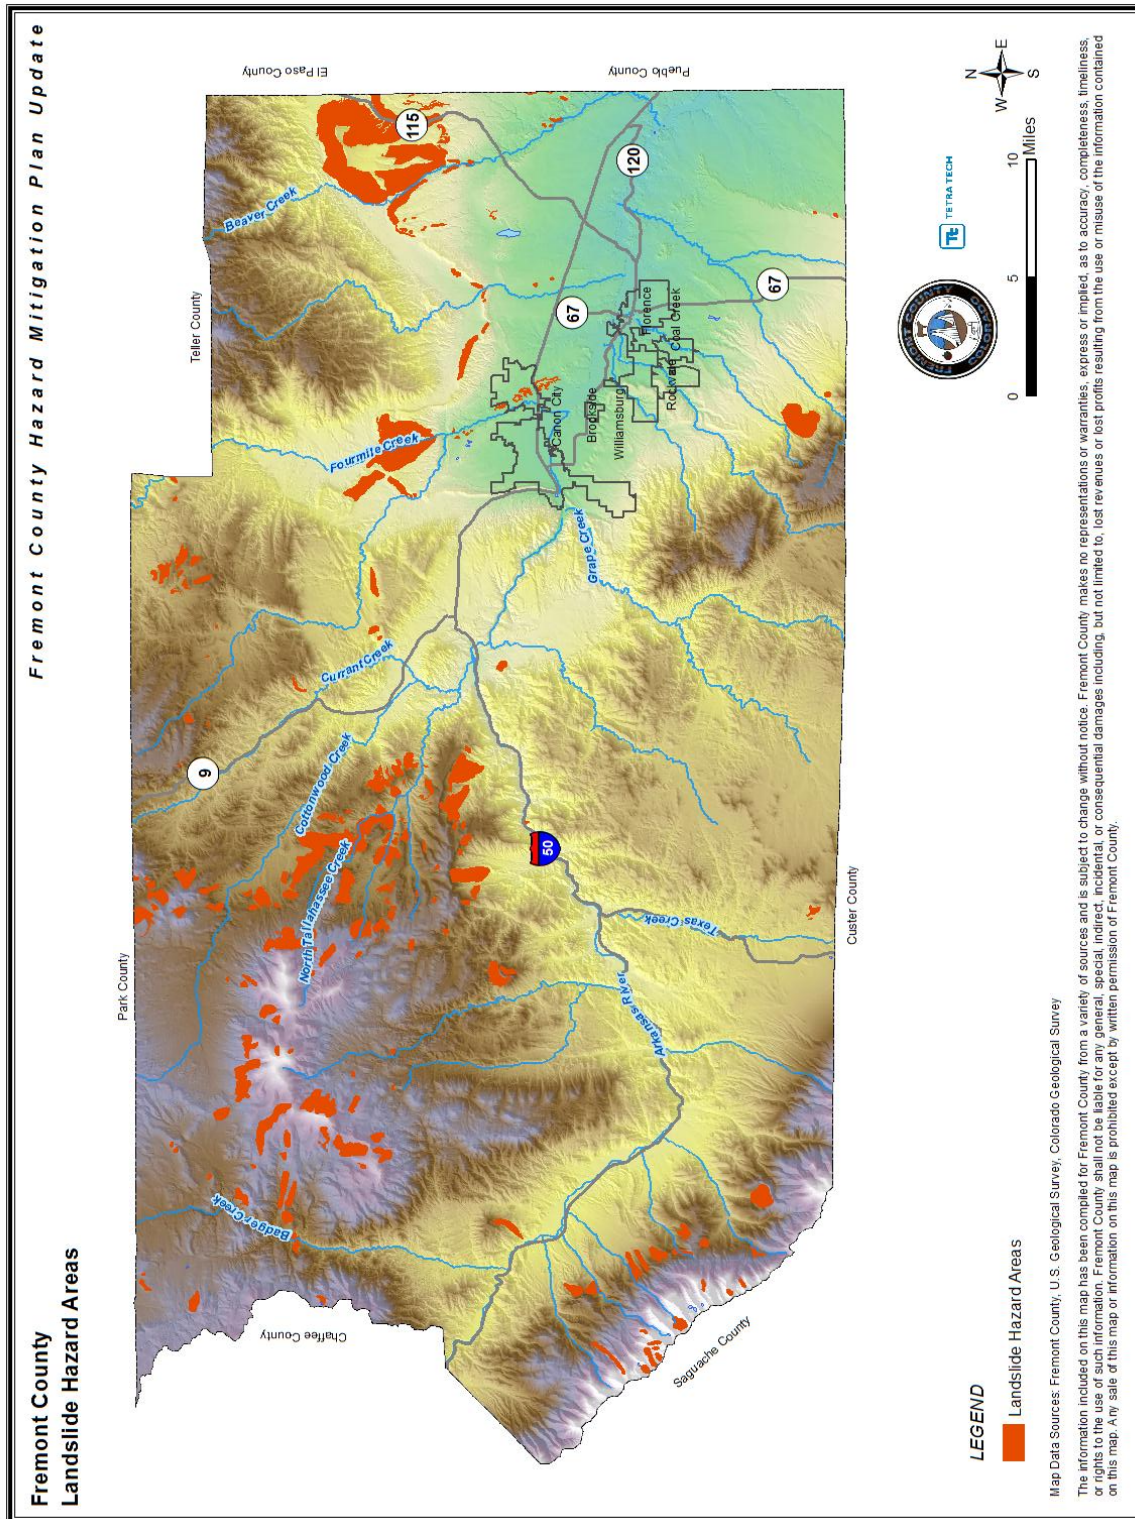 Fremont County
Landslide Hazard Areas
Fremont County Hazard Mitigation Plan Update
Park County
Teller County
El Paso County
Pueblo County
Chaffee County
Saguache County
Custer County
Badger Creek
North Tallahassee Creek
Cottonwood Creek
Currant Creek
Fourmile Creek
Beaver Creek
Arkansas River
Texas Creek
Grape Creek
9
50
115
120
67
67
Canon City
Brookside
Williamsburg
Florence
Coal Creek
Rockvale
LEGEND
Landslide Hazard Areas
FREMONT COUNTY
COLORADO
TETRA TECH
N
W
E
S
0
5
10
Miles
Map Data Sources: Fremont County, U.S. Geological Survey, Colorado Geological Survey
The information included on this map has been compiled for Fremont County from a variety of sources and is subject to change without notice. Fremont County makes no representations or warranties, express or implied, as to accuracy, completeness, timeliness,
or rights to the use of such information. Fremont County shall not be liable for any general, special, indirect, incidental, or consequential damages including, but not limited to, lost revenues or lost profits resulting from the use or misuse of the information contained
on this map. Any sale of this map or information on this map is prohibited except by written permission of Fremont County.